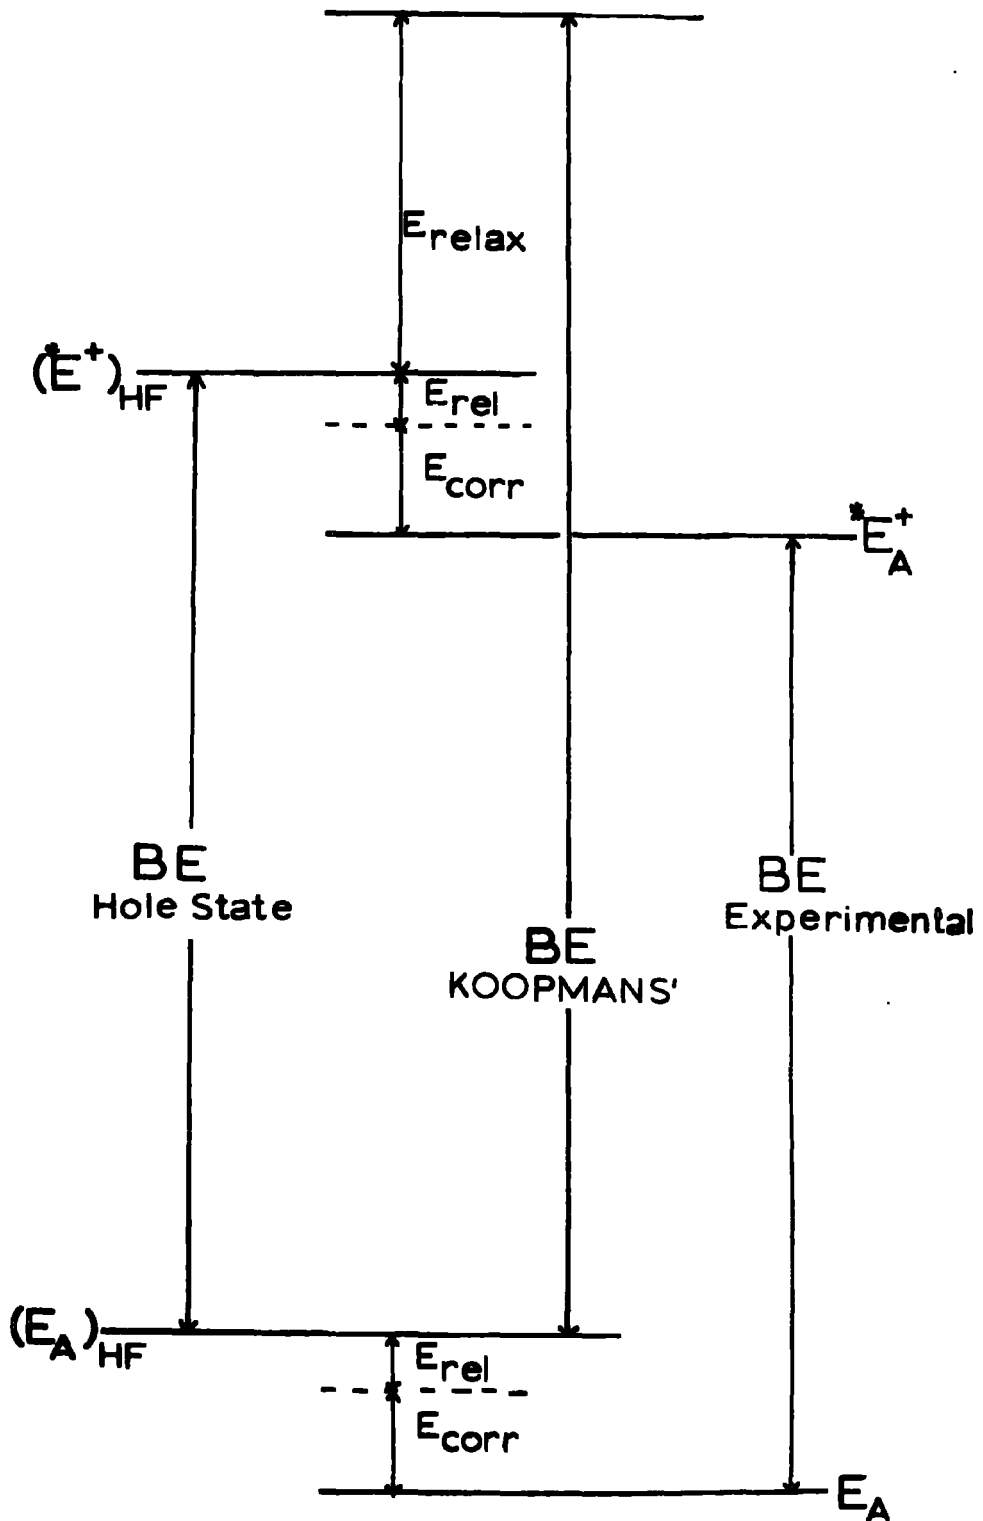 E relax
(*E+)HF
E rel
E corr
*E+A
BE
Hole State
BE
Experimental
BE
KOOPMANS'
(EA)HF
E rel
E corr
EA